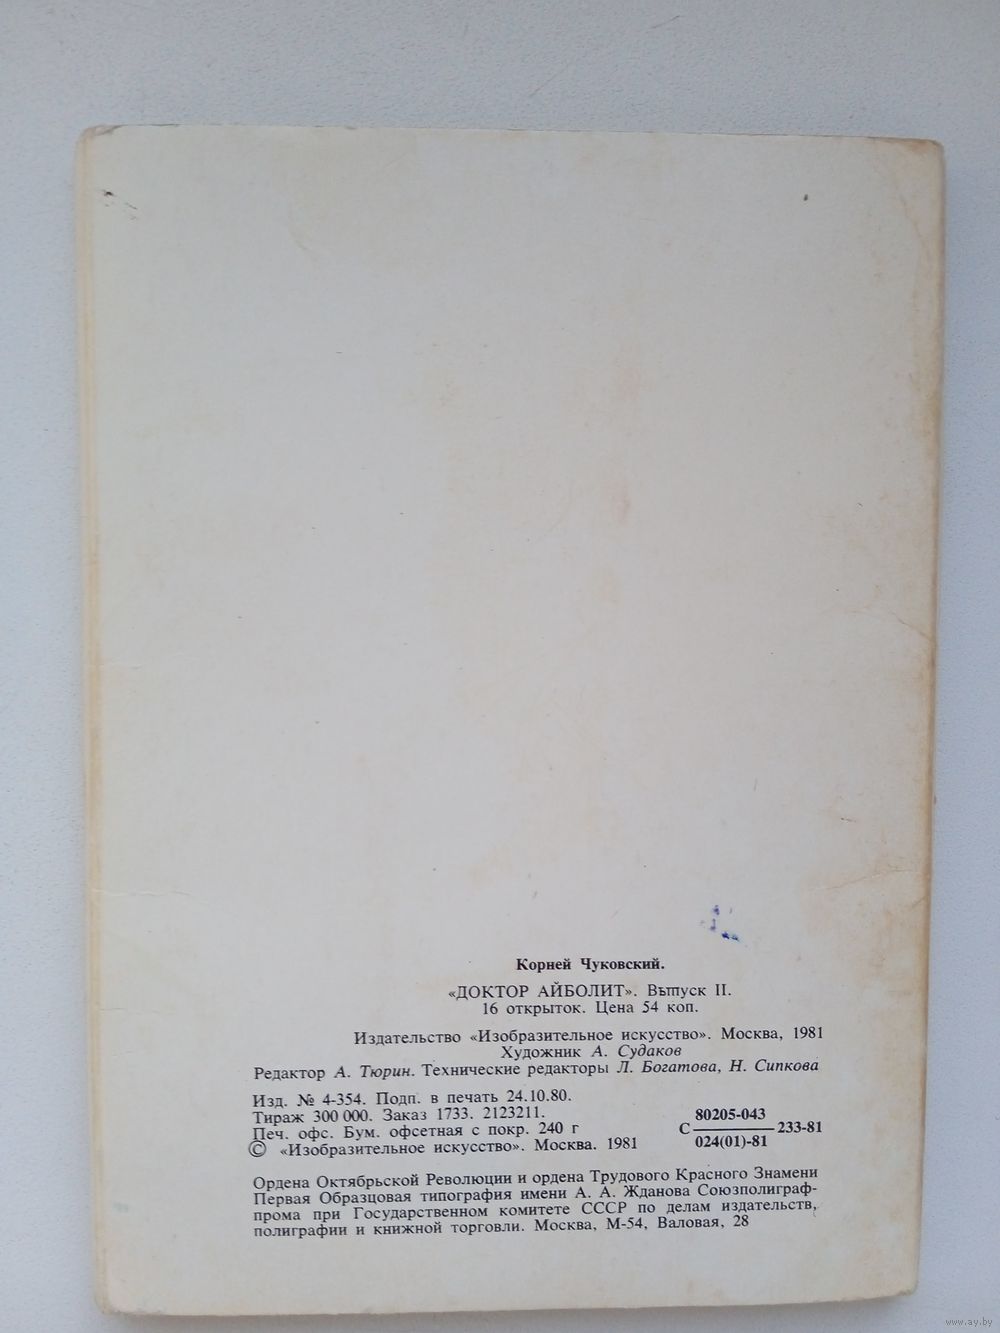 Корней Чуковский.
«ДОКТОР АЙБОЛИТ». Выпуск II.
16 открыток. Цена 54 коп.
Издательство «Изобразительное искусство». Москва, 1981
Художник А. Судаков
Редактор А. Тюрин. Технические редакторы Л. Богатова, Н. Сипкова
Изд. № 4-354. Подп. в печать 24.10.80.
Тираж 300 000. Заказ 1733. 2123211.
Печ. офс. Бум. офсетная с покр. 240 г
© «Изобразительное искусство». Москва. 1981
80205-043
С 233-81
024(01)-81
Ордена Октябрьской Революции и ордена Трудового Красного Знамени
Первая Образцовая типография имени А. А. Жданова Союзполиграф-
прома при Государственном комитете СССР по делам издательств,
полиграфии и книжной торговли. Москва, М-54, Валовая, 28
www.ay.by